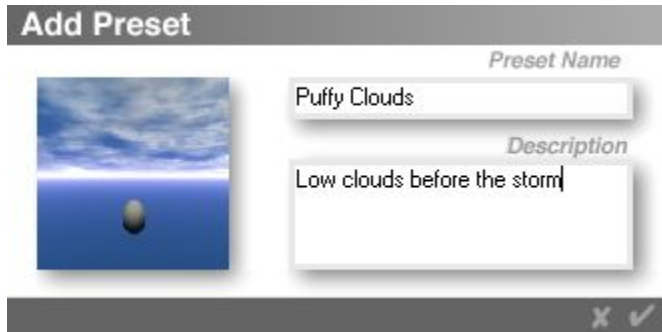 Add Preset
Preset Name
Puffy Clouds
Description
Low clouds before the storm